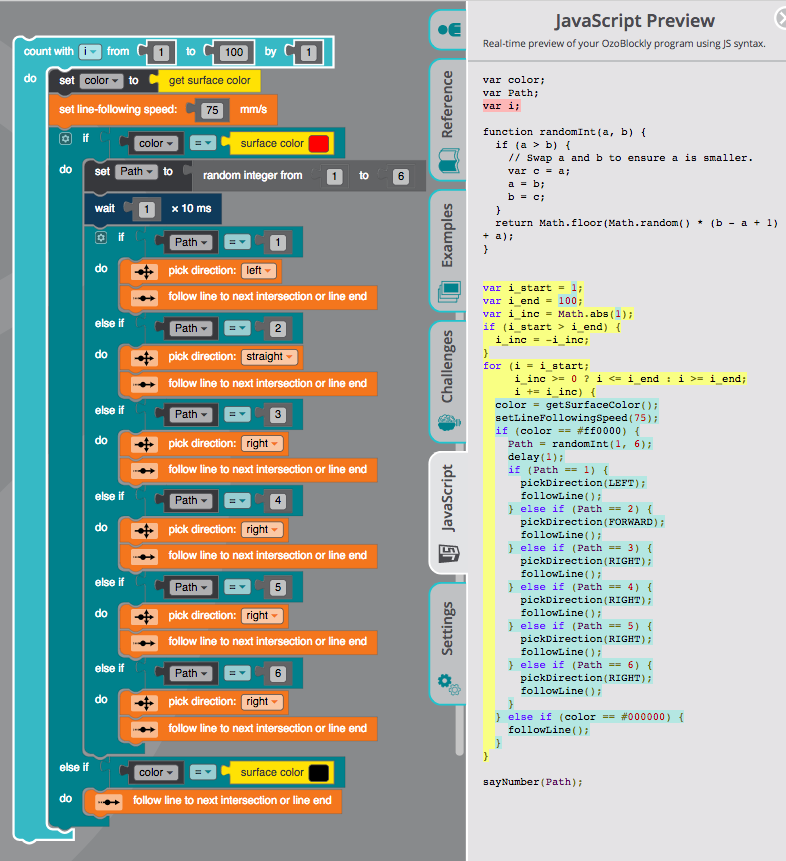 count with i from 1 to 100 by 1
do
set color to get surface color
set line-following speed: 75 mm/s
if color = surface color
do
set Path to random integer from 1 to 6
wait 1 × 10 ms
if Path = 1
do pick direction: left
follow line to next intersection or line end
else if Path = 2
do pick direction: straight
follow line to next intersection or line end
else if Path = 3
do pick direction: right
follow line to next intersection or line end
else if Path = 4
do pick direction: right
follow line to next intersection or line end
else if Path = 5
do pick direction: right
follow line to next intersection or line end
else if Path = 6
do pick direction: right
follow line to next intersection or line end
else if color = surface color
do follow line to next intersection or line end
Reference
Examples
Challenges
JavaScript
JS
Settings
JavaScript Preview
Real-time preview of your OzoBlockly program using JS syntax.
var color;
var Path;
var i;
function randomInt(a, b) {
if (a > b) {
// Swap a and b to ensure a is smaller.
var c = a;
a = b;
b = c;
}
return Math.floor(Math.random() * (b - a + 1)
+ a);
}
var i_start = 1;
var i_end = 100;
var i_inc = Math.abs(1);
if (i_start > i_end) {
i_inc = -i_inc;
}
for (i = i_start;
i_inc >= 0 ? i <= i_end : i >= i_end;
i += i_inc) {
color = getSurfaceColor();
setLineFollowingSpeed(75);
if (color == #ff0000) {
Path = randomInt(1, 6);
delay(1);
if (Path == 1) {
pickDirection(LEFT);
followLine();
} else if (Path == 2) {
pickDirection(FORWARD);
followLine();
} else if (Path == 3) {
pickDirection(RIGHT);
followLine();
} else if (Path == 4) {
pickDirection(RIGHT);
followLine();
} else if (Path == 5) {
pickDirection(RIGHT);
followLine();
} else if (Path == 6) {
pickDirection(RIGHT);
followLine();
}
} else if (color == #000000) {
followLine();
}
}
sayNumber(Path);